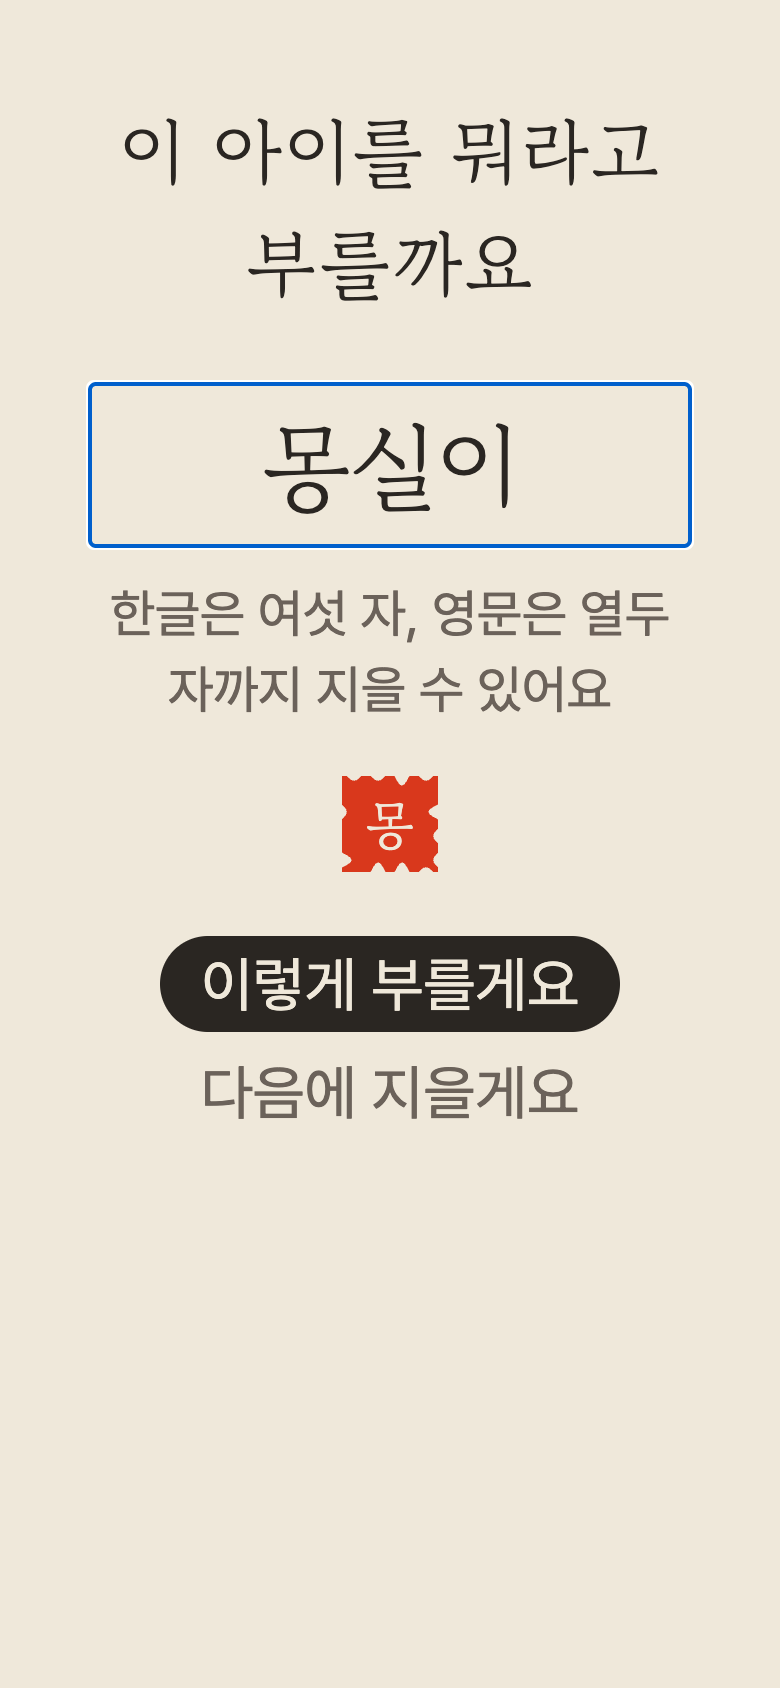 이 아이를 뭐라고
부를까요
몽실이
한글은 여섯 자, 영문은 열두
자까지 지을 수 있어요
몽
이렇게 부를게요
다음에 지을게요